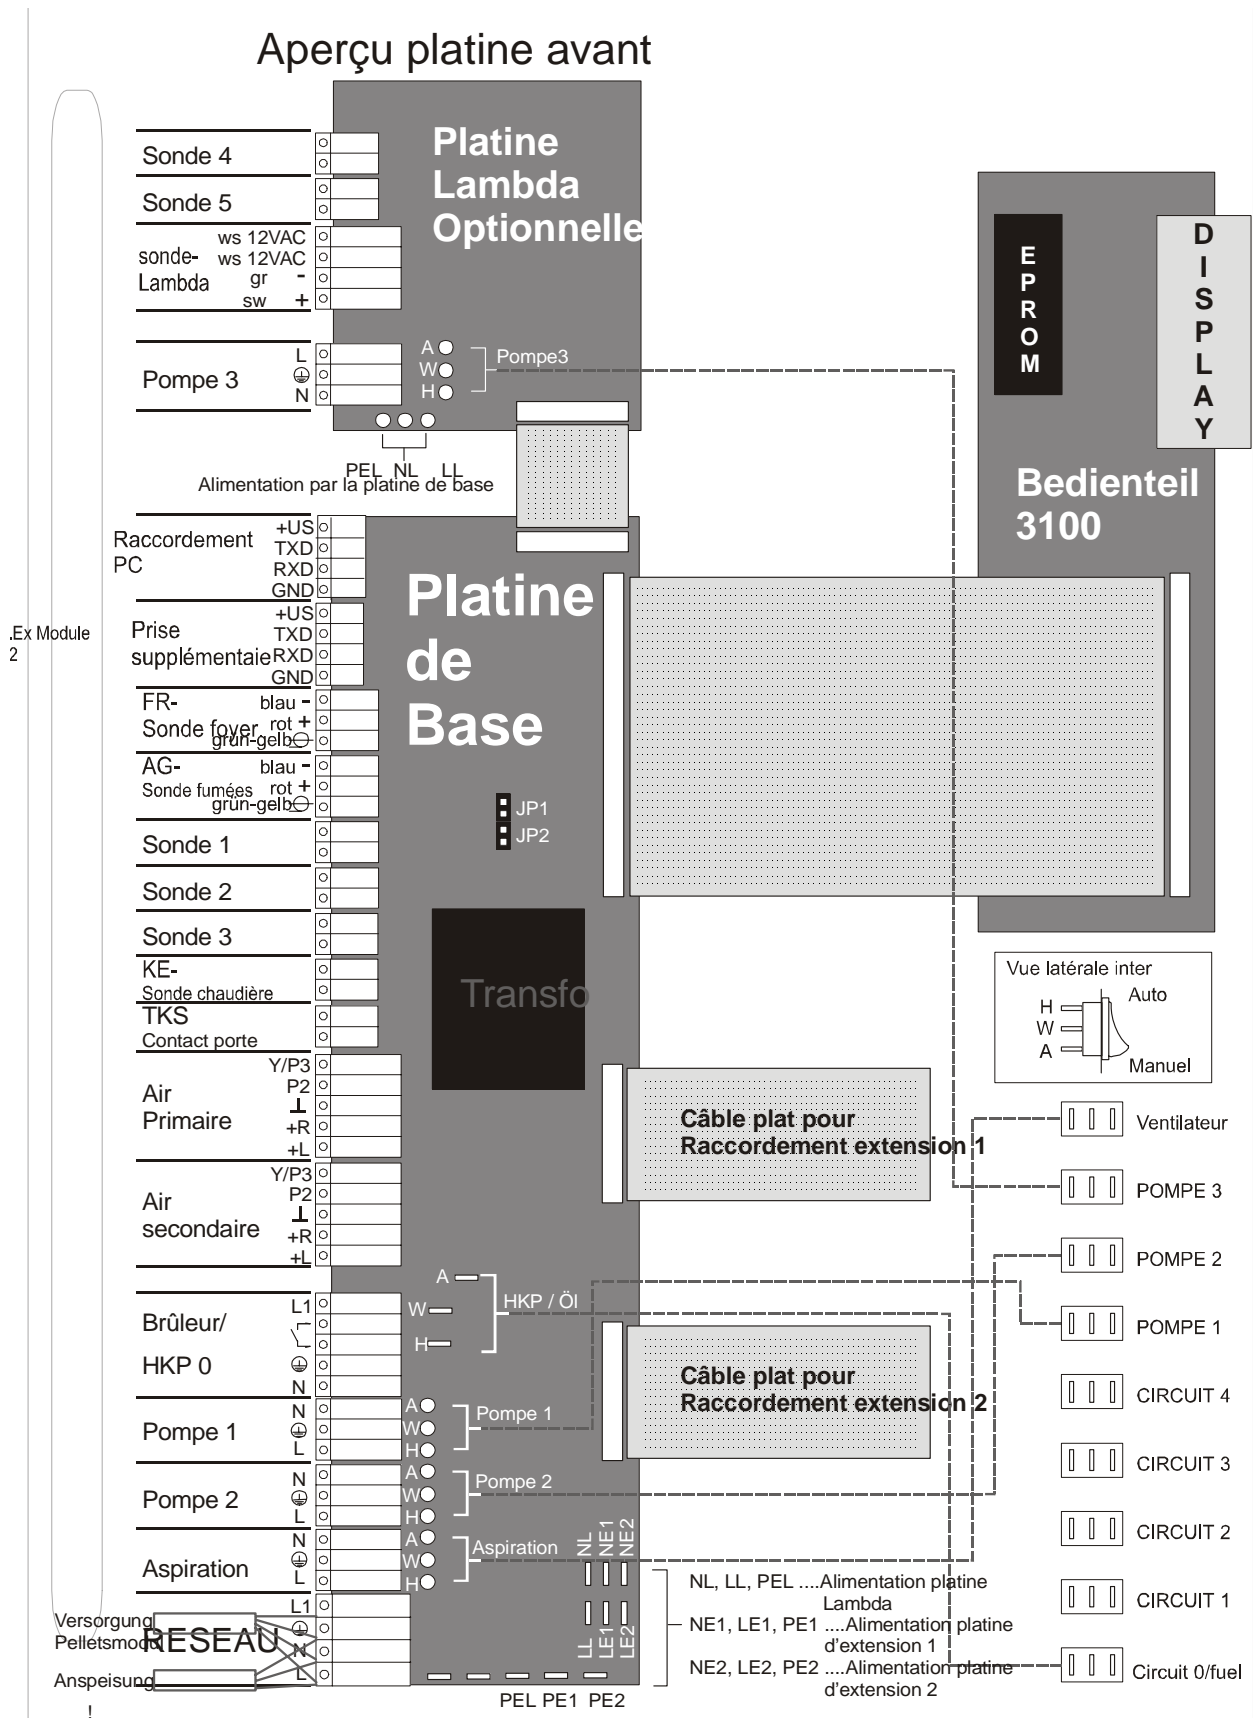 Aperçu platine avant
Platine
Lambda
Optionnelle
Sonde 4
Sonde 5
sonde-
Lambda
ws 12VAC
ws 12VAC
gr -
sw +
Pompe 3
L
N
A
W
H
Pompe3
PEL NL LL
Alimentation par la platine de base
EPROM
DISPLAY
Bedienteil
3100
Raccordement
PC
+US
TXD
RXD
GND
Prise
supplémentaie
+US
TXD
RXD
GND
.Ex Module
2
FR-
Sonde foyer
blau -
rot +
grün-gelb
AG-
Sonde fumées
blau -
rot +
grün-gelb
Platine
de
Base
JP1
JP2
Sonde 1
Sonde 2
Sonde 3
KE-
Sonde chaudière
TKS
Contact porte
Transfo
Vue latérale inter
H
W
A
Auto
Manuel
Air
Primaire
Y/P3
P2
+R
+L
Air
secondaire
Y/P3
P2
+R
+L
Câble plat pour
Raccordement extension 1
Câble plat pour
Raccordement extension 2
Brûleur/
HKP 0
L1
N
A
W
H
HKP / Öl
Pompe 1
N
L
A
W
H
Pompe 1
Pompe 2
N
L
A
W
H
Pompe 2
Aspiration
N
L
A
W
H
Aspiration
NL
NE1
NE2
LL
LE1
LE2
Versorgung
Pelletsmodu
RESEAU
L1
N
L
Anspeisung
!
PEL PE1 PE2
NL, LL, PEL ....Alimentation platine
Lambda
NE1, LE1, PE1 ....Alimentation platine
d'extension 1
NE2, LE2, PE2 ....Alimentation platine
d'extension 2
Ventilateur
POMPE 3
POMPE 2
POMPE 1
CIRCUIT 4
CIRCUIT 3
CIRCUIT 2
CIRCUIT 1
Circuit 0/fuel